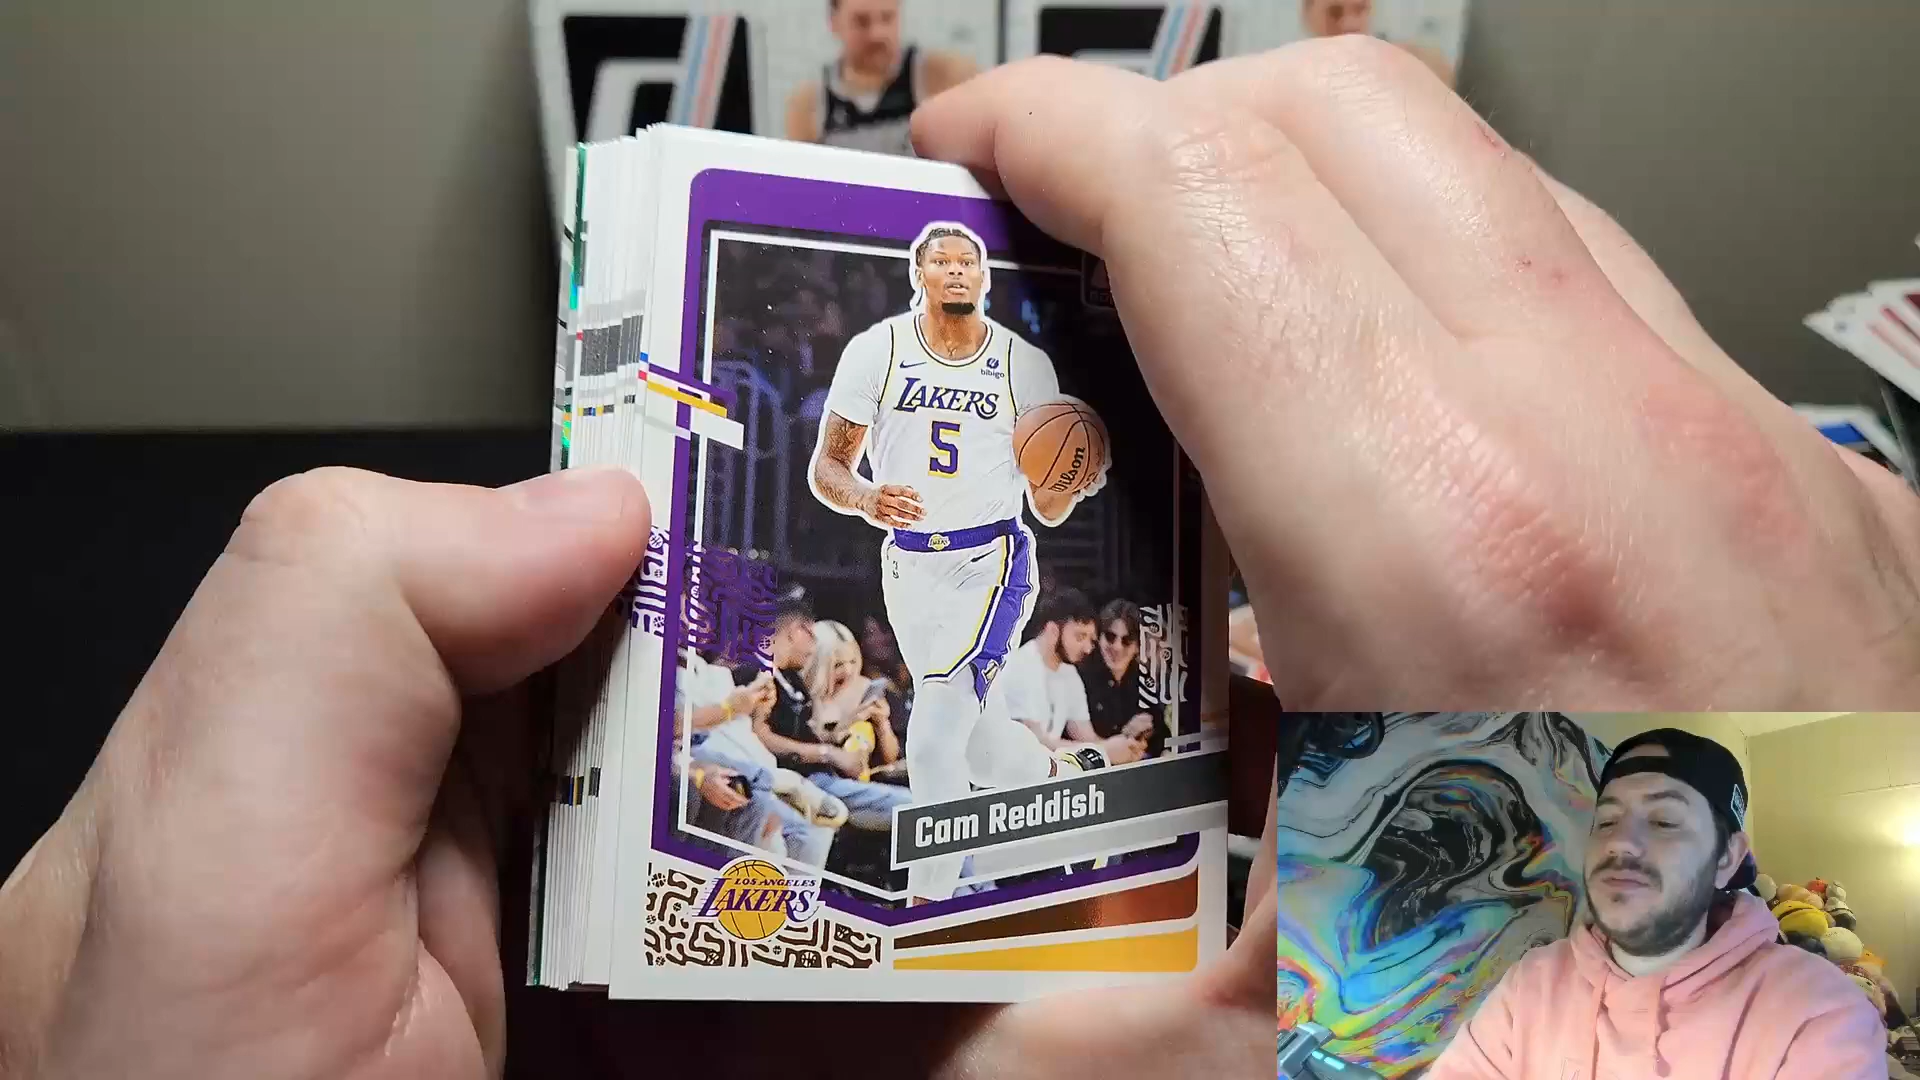 bibigo
LAKERS
5
Wilson
Cam Reddish
LOS ANGELES
LAKERS